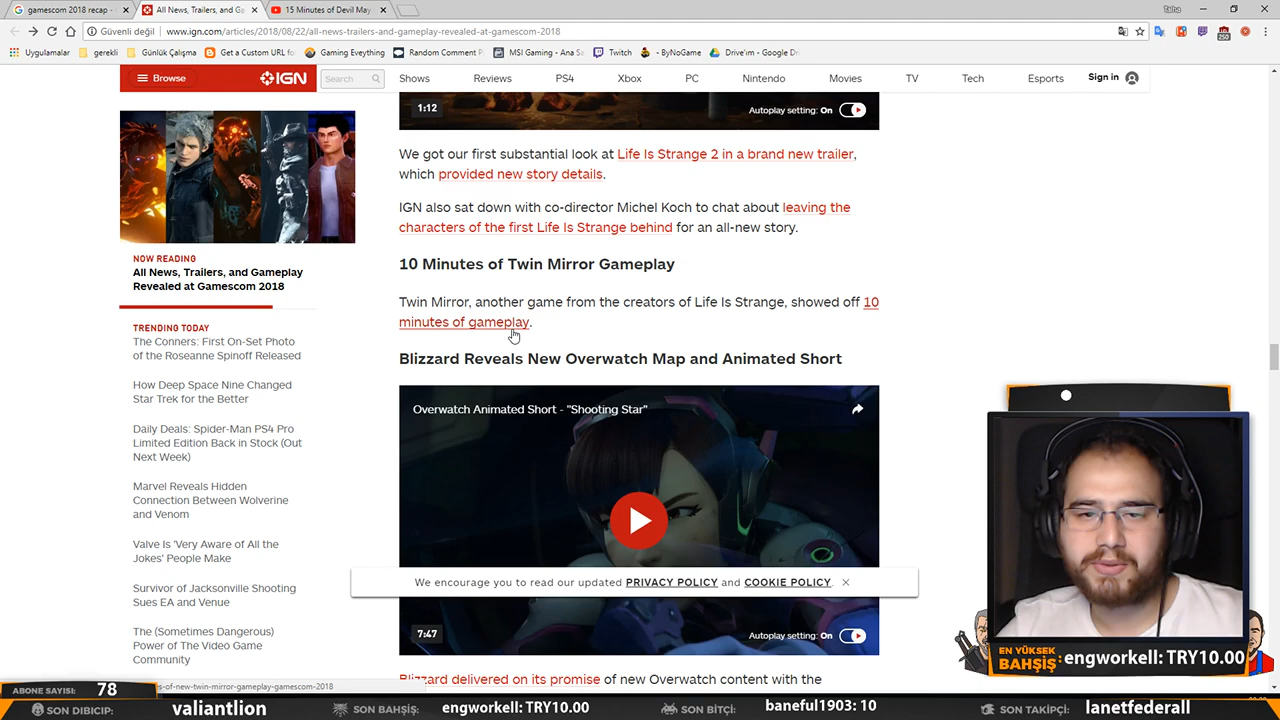 gamescom 2018 recap -
All News, Trailers, and Ga
15 Minutes of Devil May
Güvenli değil
www.ign.com/articles/2018/08/22/all-news-trailers-and-gameplay-revealed-at-gamescom-2018
Uygulamalar
gerekli
Günlük Çalışma
Get a Custom URL fo
Gaming Eveything
Random Comment P
MSI Gaming - Ana Sa
Twitch
- ByNoGame
Drive'ım - Google Dr
Browse
IGN
Search
Shows
Reviews
PS4
Xbox
PC
Nintendo
Movies
TV
Tech
Esports
Sign in
1:12
Autoplay setting: On
NOW READING
All News, Trailers, and Gameplay
Revealed at Gamescom 2018
TRENDING TODAY
The Conners: First On-Set Photo
of the Roseanne Spinoff Released
How Deep Space Nine Changed
Star Trek for the Better
Daily Deals: Spider-Man PS4 Pro
Limited Edition Back in Stock (Out
Next Week)
Marvel Reveals Hidden
Connection Between Wolverine
and Venom
Valve Is 'Very Aware of All the
Jokes' People Make
Survivor of Jacksonville Shooting
Sues EA and Venue
The (Sometimes Dangerous)
Power of The Video Game
Community
We got our first substantial look at Life Is Strange 2 in a brand new trailer,
which provided new story details.
IGN also sat down with co-director Michel Koch to chat about leaving the
characters of the first Life Is Strange behind for an all-new story.
10 Minutes of Twin Mirror Gameplay
Twin Mirror, another game from the creators of Life Is Strange, showed off 10
minutes of gameplay.
Blizzard Reveals New Overwatch Map and Animated Short
Overwatch Animated Short - "Shooting Star"
We encourage you to read our updated PRIVACY POLICY and COOKIE POLICY.
7:47
Autoplay setting: On
Blizzard delivered on its promise of new Overwatch content with the
es-of-new-twin-mirror-gameplay-gamescom-2018
EN YÜKSEK
BAHŞİŞ: engworkell: TRY10.00
ABONE SAYISI: 78
SON DIBICIP: valiantlion
SON BAHŞİŞ: engworkell: TRY10.00
SON BİTÇİ: baneful1903: 10
SON TAKİPÇİ: lanetfederall